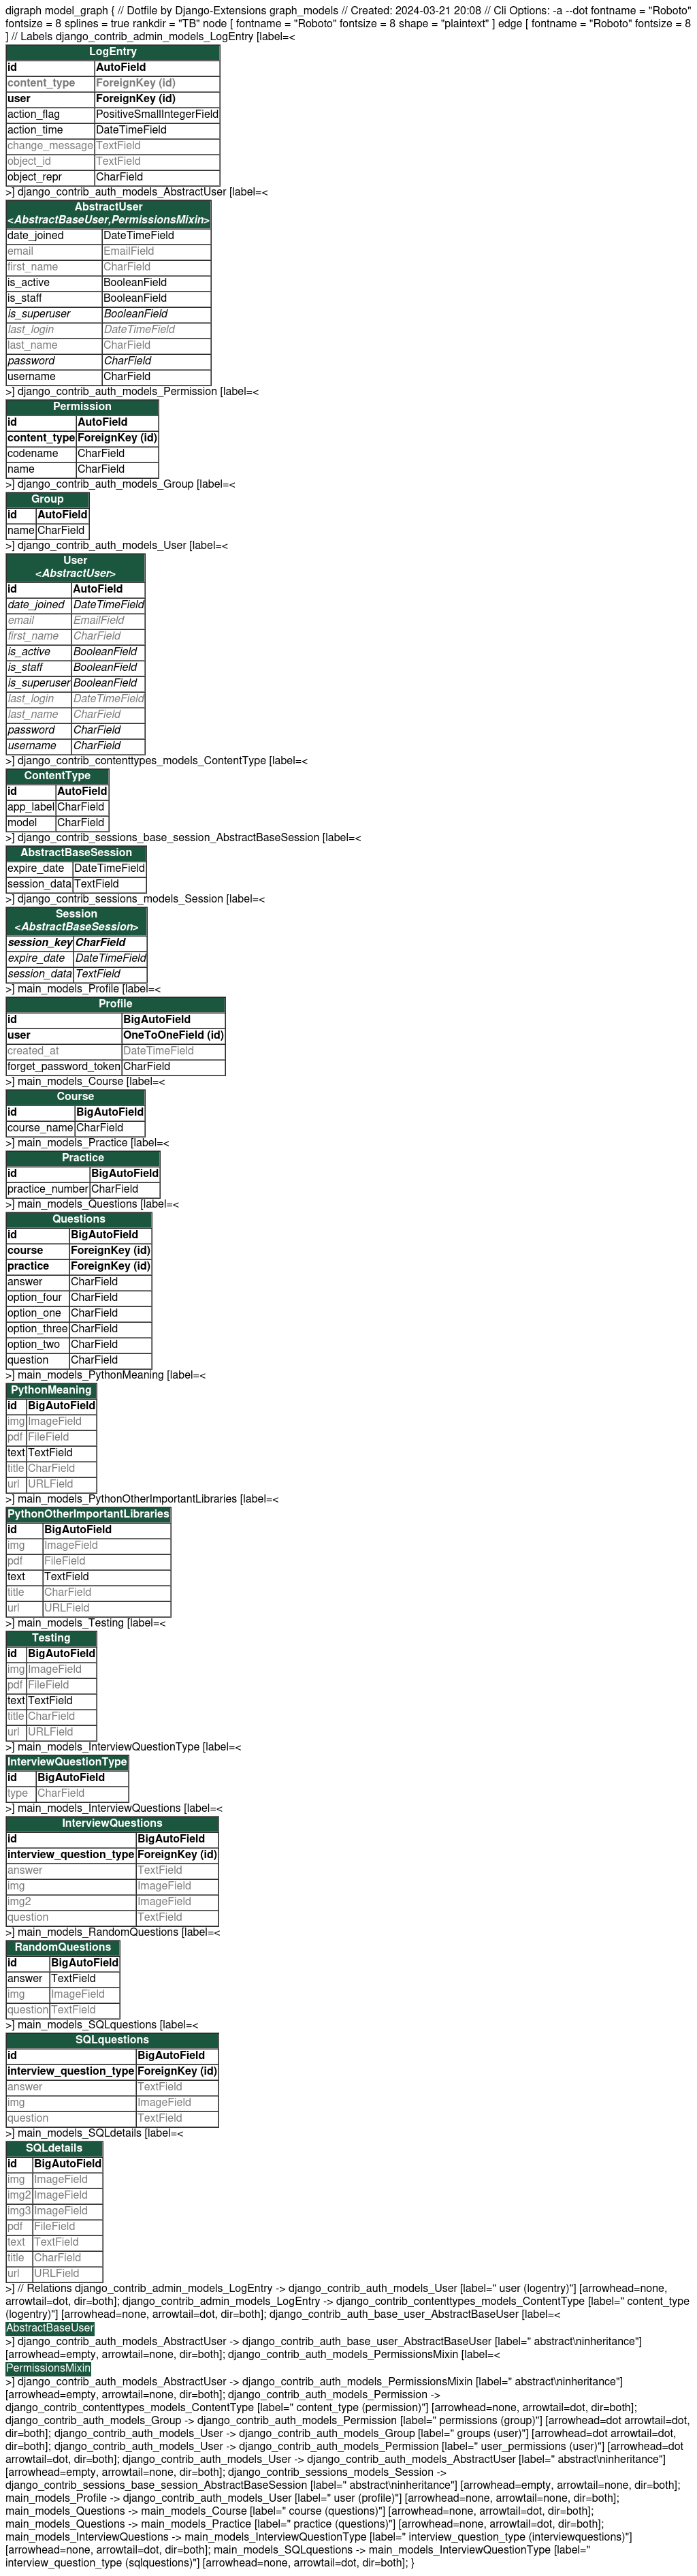 digraph model_graph { // Dotfile by Django-Extensions graph_models // Created: 2024-03-21 20:08 // Cli Options: -a --dot fontname = "Roboto"
fontsize = 8 splines = true rankdir = "TB" node [ fontname = "Roboto" fontsize = 8 shape = "plaintext" ] edge [ fontname = "Roboto" fontsize = 8
] // Labels django_contrib_admin_models_LogEntry [label=<
LogEntry
id AutoField
content_type ForeignKey (id)
user ForeignKey (id)
action_flag PositiveSmallIntegerField
action_time DateTimeField
change_message TextField
object_id TextField
object_repr CharField
>] django_contrib_auth_models_AbstractUser [label=<
AbstractUser
<AbstractBaseUser,PermissionsMixin>
date_joined DateTimeField
email EmailField
first_name CharField
is_active BooleanField
is_staff BooleanField
is_superuser BooleanField
last_login DateTimeField
last_name CharField
password CharField
username CharField
>] django_contrib_auth_models_Permission [label=<
Permission
id AutoField
content_type ForeignKey (id)
codename CharField
name CharField
>] django_contrib_auth_models_Group [label=<
Group
id AutoField
name CharField
>] django_contrib_auth_models_User [label=<
User
<AbstractUser>
id AutoField
date_joined DateTimeField
email EmailField
first_name CharField
is_active BooleanField
is_staff BooleanField
is_superuser BooleanField
last_login DateTimeField
last_name CharField
password CharField
username CharField
>] django_contrib_contenttypes_models_ContentType [label=<
ContentType
id AutoField
app_label CharField
model CharField
>] django_contrib_sessions_base_session_AbstractBaseSession [label=<
AbstractBaseSession
expire_date DateTimeField
session_data TextField
>] django_contrib_sessions_models_Session [label=<
Session
<AbstractBaseSession>
session_key CharField
expire_date DateTimeField
session_data TextField
>] main_models_Profile [label=<
Profile
id BigAutoField
user OneToOneField (id)
created_at DateTimeField
forget_password_token CharField
>] main_models_Course [label=<
Course
id BigAutoField
course_name CharField
>] main_models_Practice [label=<
Practice
id BigAutoField
practice_number CharField
>] main_models_Questions [label=<
Questions
id BigAutoField
course ForeignKey (id)
practice ForeignKey (id)
answer CharField
option_four CharField
option_one CharField
option_three CharField
option_two CharField
question CharField
>] main_models_PythonMeaning [label=<
PythonMeaning
id BigAutoField
img ImageField
pdf FileField
text TextField
title CharField
url URLField
>] main_models_PythonOtherImportantLibraries [label=<
PythonOtherImportantLibraries
id BigAutoField
img ImageField
pdf FileField
text TextField
title CharField
url URLField
>] main_models_Testing [label=<
Testing
id BigAutoField
img ImageField
pdf FileField
text TextField
title CharField
url URLField
>] main_models_InterviewQuestionType [label=<
InterviewQuestionType
id BigAutoField
type CharField
>] main_models_InterviewQuestions [label=<
InterviewQuestions
id BigAutoField
interview_question_type ForeignKey (id)
answer TextField
img ImageField
img2 ImageField
question TextField
>] main_models_RandomQuestions [label=<
RandomQuestions
id BigAutoField
answer TextField
img ImageField
question TextField
>] main_models_SQLquestions [label=<
SQLquestions
id BigAutoField
interview_question_type ForeignKey (id)
answer TextField
img ImageField
question TextField
>] main_models_SQLdetails [label=<
SQLdetails
id BigAutoField
img ImageField
img2 ImageField
img3 ImageField
pdf FileField
text TextField
title CharField
url URLField
>] // Relations django_contrib_admin_models_LogEntry -> django_contrib_auth_models_User [label=" user (logentry)"] [arrowhead=none,
arrowtail=dot, dir=both]; django_contrib_admin_models_LogEntry -> django_contrib_contenttypes_models_ContentType [label=" content_type
(logentry)"] [arrowhead=none, arrowtail=dot, dir=both]; django_contrib_auth_base_user_AbstractBaseUser [label=<
AbstractBaseUser
>] django_contrib_auth_models_AbstractUser -> django_contrib_auth_base_user_AbstractBaseUser [label=" abstract\ninheritance"]
[arrowhead=empty, arrowtail=none, dir=both]; django_contrib_auth_models_PermissionsMixin [label=<
PermissionsMixin
>] django_contrib_auth_models_AbstractUser -> django_contrib_auth_models_PermissionsMixin [label=" abstract\ninheritance"]
[arrowhead=empty, arrowtail=none, dir=both]; django_contrib_auth_models_Permission ->
django_contrib_contenttypes_models_ContentType [label=" content_type (permission)"] [arrowhead=none, arrowtail=dot, dir=both];
django_contrib_auth_models_Group -> django_contrib_auth_models_Permission [label=" permissions (group)"] [arrowhead=dot arrowtail=dot,
dir=both]; django_contrib_auth_models_User -> django_contrib_auth_models_Group [label=" groups (user)"] [arrowhead=dot arrowtail=dot,
dir=both]; django_contrib_auth_models_User -> django_contrib_auth_models_Permission [label=" user_permissions (user)"] [arrowhead=dot
arrowtail=dot, dir=both]; django_contrib_auth_models_User -> django_contrib_auth_models_AbstractUser [label=" abstract\ninheritance"]
[arrowhead=empty, arrowtail=none, dir=both]; django_contrib_sessions_models_Session ->
django_contrib_sessions_base_session_AbstractBaseSession [label=" abstract\ninheritance"] [arrowhead=empty, arrowtail=none, dir=both];
main_models_Profile -> django_contrib_auth_models_User [label=" user (profile)"] [arrowhead=none, arrowtail=none, dir=both];
main_models_Questions -> main_models_Course [label=" course (questions)"] [arrowhead=none, arrowtail=dot, dir=both];
main_models_Questions -> main_models_Practice [label=" practice (questions)"] [arrowhead=none, arrowtail=dot, dir=both];
main_models_InterviewQuestions -> main_models_InterviewQuestionType [label=" interview_question_type (interviewquestions)"]
[arrowhead=none, arrowtail=dot, dir=both]; main_models_SQLquestions -> main_models_InterviewQuestionType [label="
interview_question_type (sqlquestions)"] [arrowhead=none, arrowtail=dot, dir=both]; }